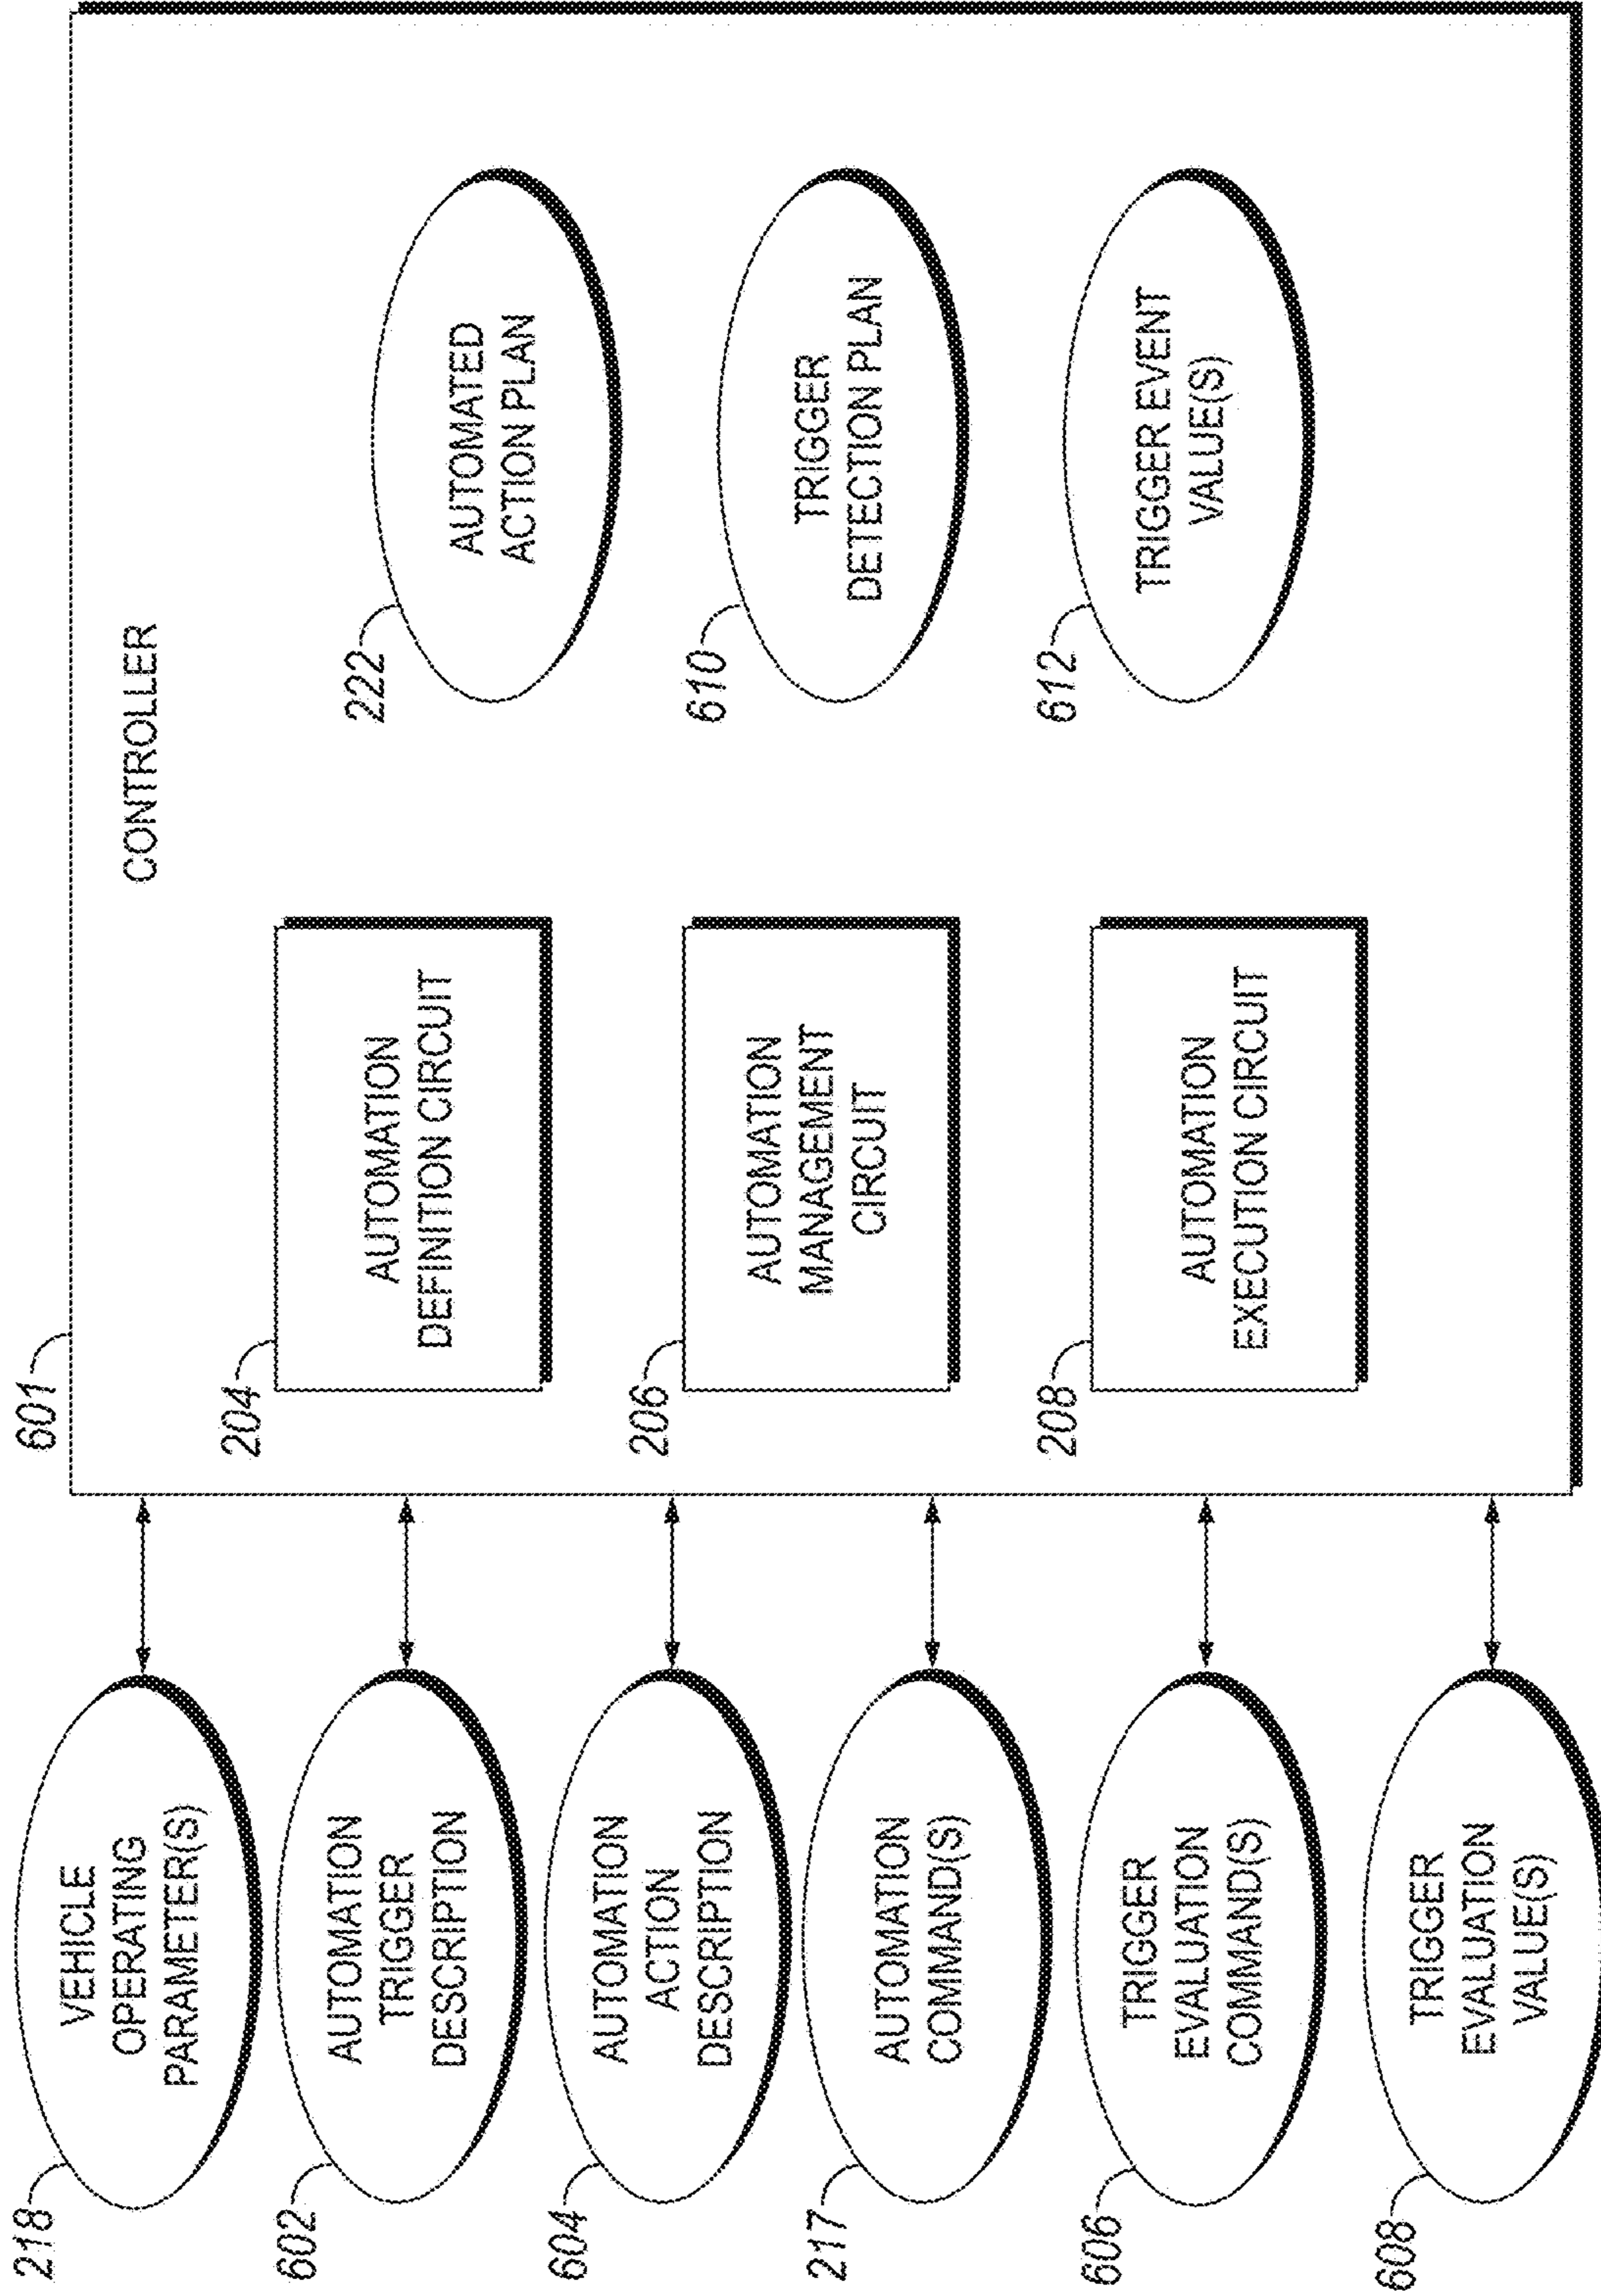 601
CONTROLLER
218
VEHICLE
OPERATING
PARAMETER(S)
204
AUTOMATION
DEFINITION CIRCUIT
222
AUTOMATED
ACTION PLAN
602
AUTOMATION
TRIGGER
DESCRIPTION
604
AUTOMATION
ACTION
DESCRIPTION
206
AUTOMATION
MANAGEMENT
CIRCUIT
610
TRIGGER
DETECTION PLAN
217
AUTOMATION
COMMAND(S)
606
TRIGGER
EVALUATION
COMMAND(S)
208
AUTOMATION
EXECUTION CIRCUIT
612
TRIGGER EVENT
VALUE(S)
608
TRIGGER
EVALUATION
VALUE(S)